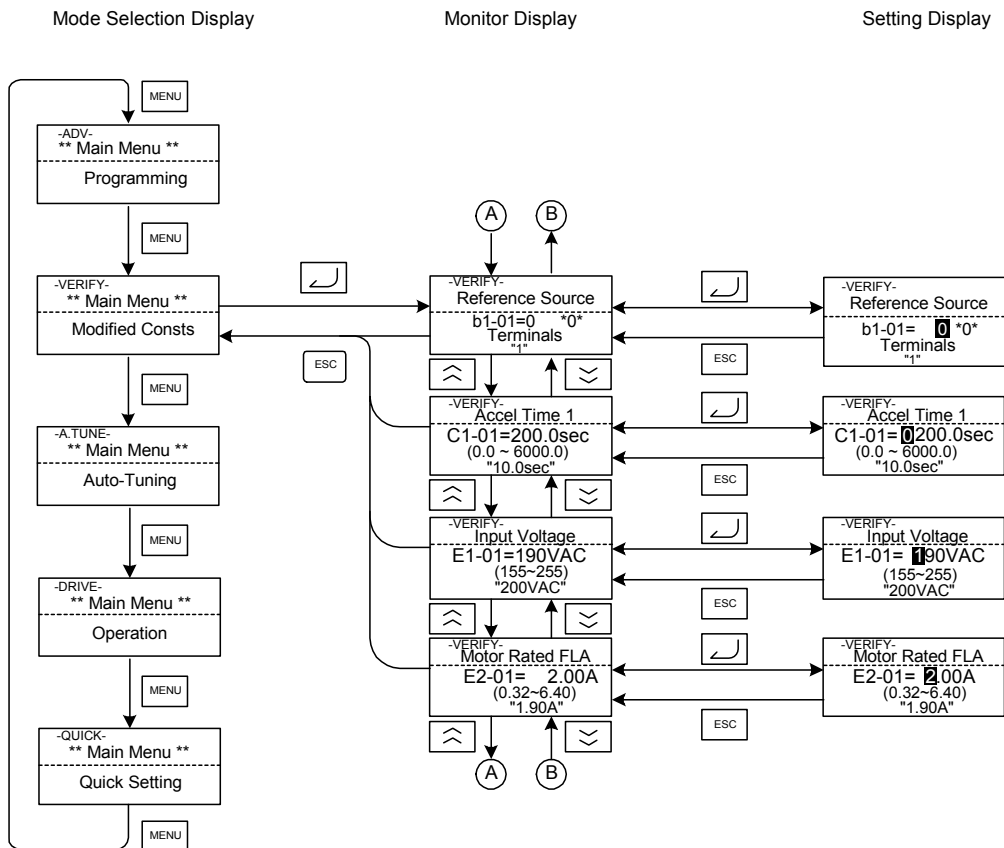 Mode Selection Display
Monitor Display
Setting Display
MENU
-ADV-
** Main Menu **
Programming
MENU
-VERIFY-
** Main Menu **
Modified Consts
MENU
-A.TUNE-
** Main Menu **
Auto-Tuning
MENU
-DRIVE-
** Main Menu **
Operation
MENU
-QUICK-
** Main Menu **
Quick Setting
MENU
ESC
A
B
-VERIFY-
Reference Source
b1-01=0 *0*
Terminals
"1"
-VERIFY-
Accel Time 1
C1-01=200.0sec
(0.0 ~ 6000.0)
"10.0sec"
-VERIFY-
Input Voltage
E1-01=190VAC
(155~255)
"200VAC"
-VERIFY-
Motor Rated FLA
E2-01= 2.00A
(0.32~6.40)
"1.90A"
A
B
ESC
ESC
ESC
ESC
-VERIFY-
Reference Source
b1-01= 0 *0*
Terminals
"1"
-VERIFY-
Accel Time 1
C1-01=0200.0sec
(0.0 ~ 6000.0)
"10.0sec"
-VERIFY-
Input Voltage
E1-01= 190VAC
(155~255)
"200VAC"
-VERIFY-
Motor Rated FLA
E2-01= 2.00A
(0.32~6.40)
"1.90A"